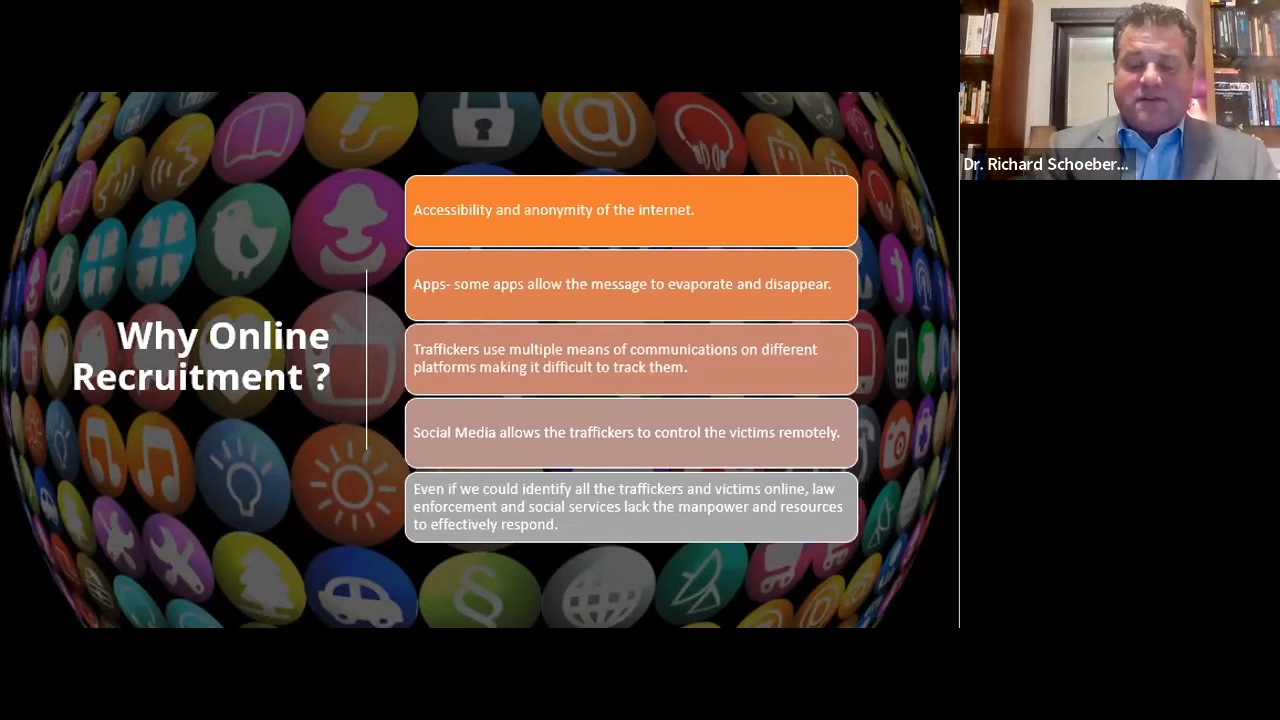 Dr. Richard Schoeber...
Why Online
Recruitment ?
Accessibility and anonymity of the internet.
Apps- some apps allow the message to evaporate and disappear.
Traffickers use multiple means of communications on different
platforms making it difficult to track them.
Social Media allows the traffickers to control the victims remotely.
Even if we could identify all the traffickers and victims online, law
enforcement and social services lack the manpower and resources
to effectively respond.